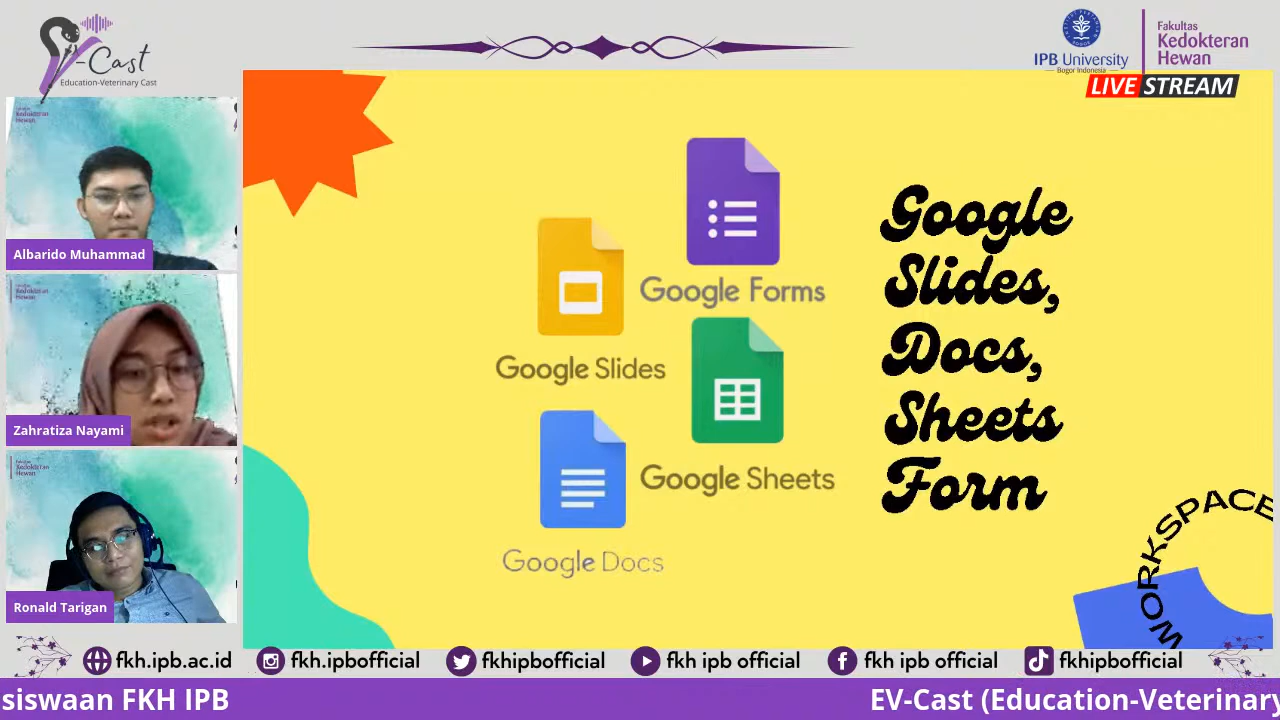 -Cast
Education-Veterinary Cast
IPB University
Bogor Indonesia
Fakultas
Kedokteran
Hewan
LIVE STREAM
Albarido Muhammad
Zahratiza Nayami
Ronald Tarigan
Google Forms
Google Slides
Google Sheets
Google Docs
Google
Slides,
Docs,
Sheets
Form
WORKSPACE
fkh.ipb.ac.id
fkh.ipbofficial
fkhipbofficial
fkh ipb official
fkh ipb official
fkhipbofficial
siswaan FKH IPB
EV-Cast (Education-Veterinary